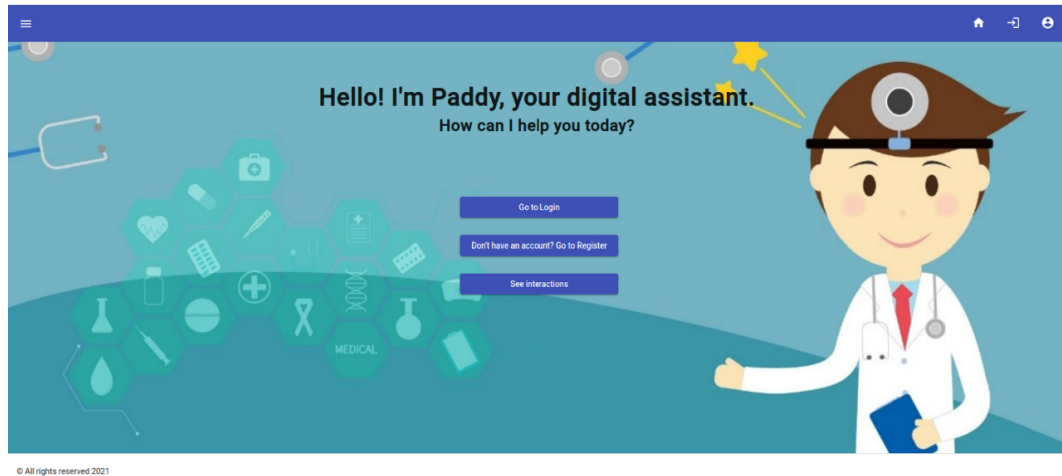 Hello! I'm Paddy, your digital assistant.
How can I help you today?
Go to Login
Don't have an account? Go to Register
See interactions
MEDICAL
© All rights reserved 2021